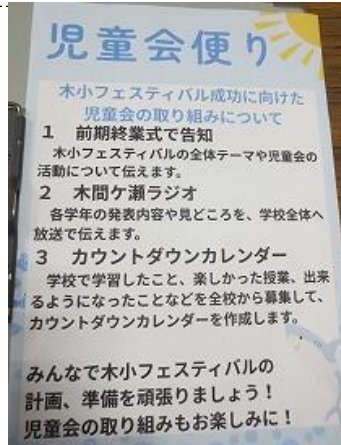 児童会便り
木小フェスティバル成功に向けた
児童会の取り組みについて
1 前期終業式で告知
木小フェスティバルの全体テーマや児童会の
活動について伝えます。
2 木間ケ瀬ラジオ
各学年の発表内容や見どころを、学校全体へ
放送で伝えます。
3 カウントダウンカレンダー
学校で学習したこと、楽しかった授業、出来
るようになったことなどを全校から募集して、
カウントダウンカレンダーを作成します。
みんなで木小フェスティバルの
計画、準備を頑張りましょう！
児童会の取り組みもお楽しみに！